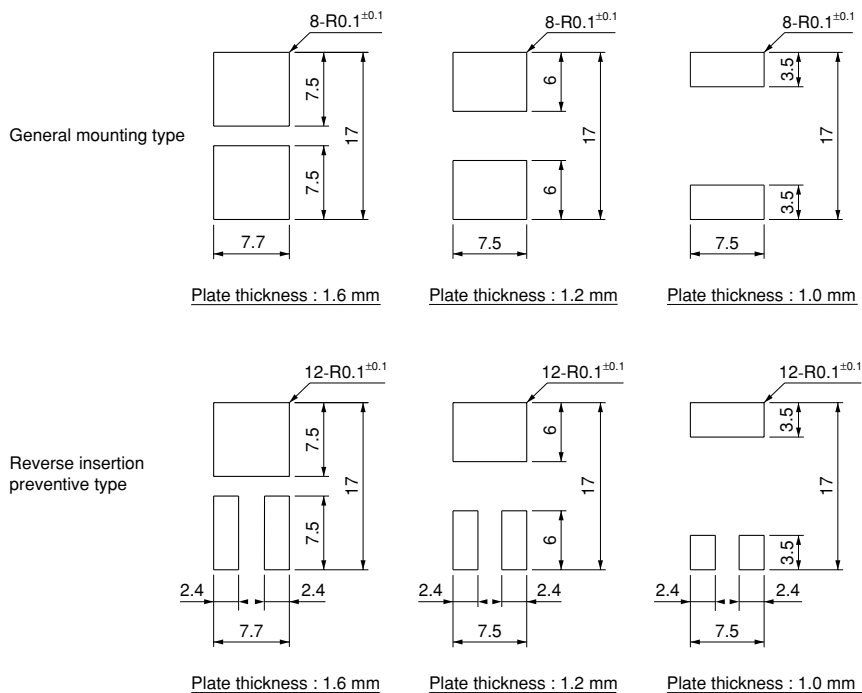 8-R0.1±0.1
8-R0.1±0.1
8-R0.1±0.1
General mounting type
7.5
7.5
17
7.7
6
6
17
7.5
3.5
3.5
17
7.5
Plate thickness : 1.6 mm
Plate thickness : 1.2 mm
Plate thickness : 1.0 mm
12-R0.1±0.1
12-R0.1±0.1
12-R0.1±0.1
Reverse insertion
preventive type
7.5
7.5
17
2.4
2.4
7.7
6
6
17
2.4
2.4
7.5
3.5
3.5
17
2.4
2.4
7.5
Plate thickness : 1.6 mm
Plate thickness : 1.2 mm
Plate thickness : 1.0 mm